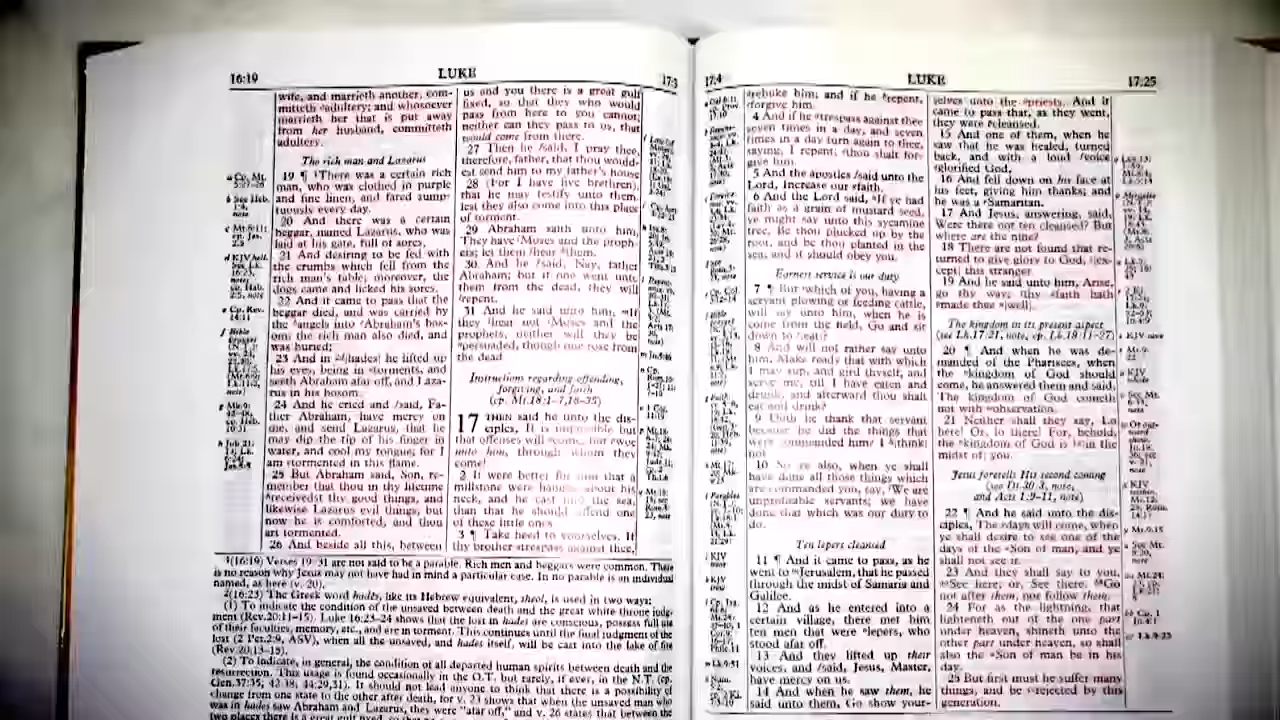 16:19
LUKE
17:3
wife, and marrieth another, com-
mitteth adultery; and whosoever
marrieth her that is put away
from her husband, committeth
adultery.
The rich man and Lazarus
19 ¶ There was a certain rich
man, who was clothed in purple
and fine linen, and fared sump-
tuously every day.
20 And there was a certain
beggar, named Lazarus, who was
laid at his gate, full of sores,
21 And desiring to be fed with
the crumbs which fell from the
rich man's table; moreover, the
dogs came and licked his sores.
22 And it came to pass that the
beggar died, and was carried by
the angels into Abraham's bos-
om; the rich man also died, and
was buried;
23 And in hades he lifted up
his eyes, being in torments, and
seeth Abraham afar off, and Laza-
rus in his bosom.
24 And he cried and said, Fa-
ther Abraham, have mercy on
me, and send Lazarus, that he
may dip the tip of his finger in
water, and cool my tongue; for I
am tormented in this flame.
25 But Abraham said, Son, re-
member that thou in thy lifetime
receivedst thy good things, and
likewise Lazarus evil things, but
now he is comforted, and thou
art tormented.
26 And beside all this, between
us and you there is a great gulf
fixed, so that they who would
pass from here to you cannot;
neither can they pass to us, that
would come from there.
27 Then he said, I pray thee,
therefore, father, that thou would-
est send him to my father's house
28 (For I have five brethren),
that he may testify unto them,
lest they also come into this place
of torment.
29 Abraham saith unto him,
They have Moses and the proph-
ets; let them hear them.
30 And he said, Nay, father
Abraham; but if one went unto
them from the dead, they will
repent.
31 And he said unto him, If
they hear not Moses and the
prophets, neither will they be
persuaded, though one rose from
the dead
Instructions regarding offending,
forgiving, and faith
(cp. Mt.18:1-7,18-35)
17 THEN said he unto the dis-
ciples, It is impossible but
that offenses will come, but woe
unto him, through whom they
come!
2 It were better for him that a
millstone were hanged about his
neck, and he cast into the sea,
than that he should offend one
of these little ones
3 ¶ Take heed to yourselves. If
thy brother trespass against thee,
1(16:19) Verses 19-31 are not said to be a parable. Rich men and beggars were common. There
is no reason why Jesus may not have had in mind a particular case. In no parable is an individual
named, as here (v. 20).
2(16:23) The Greek word hades, like its Hebrew equivalent, sheol, is used in two ways:
(1) To indicate the condition of the unsaved between death and the great white throne judg-
ment (Rev.20:11-15). Luke 16:23-24 shows that the lost in hades are conscious, possess full use
of their faculties, memory, etc., and are in torment. This continues until the final judgment of the
lost (2 Pet.2:9, ASV), when all the unsaved, and hades itself, will be cast into the lake of fire
(Rev.20:13-15).
(2) To indicate, in general, the condition of all departed human spirits between death and the
resurrection. This usage is found occasionally in the O.T. but rarely, if ever, in the N.T. (cp.
Gen.37:35; 42:38; 44:29,31). It should not lead anyone to think that there is a possibility of
change from one state to the other after death, for v. 23 shows that when the unsaved man who
was in hades saw Abraham and Lazarus, they were "afar off," and v. 26 states that between the
two places there is a great gulf fixed, so that
17:4
LUKE
17:25
rebuke him; and if he repent,
forgive him.
4 And if he trespass against thee
seven times in a day, and seven
times in a day turn again to thee,
saying, I repent; thou shalt for-
give him.
5 And the apostles said unto the
Lord, Increase our faith.
6 And the Lord said, If ye had
faith as a grain of mustard seed,
ye might say unto this sycamine
tree, Be thou plucked up by the
root, and be thou planted in the
sea; and it should obey you.
Earnest service is our duty
7 ¶ But which of you, having a
servant plowing or feeding cattle,
will say unto him, when he is
come from the field, Go and sit
down to eat?
8 And will not rather say unto
him, Make ready that with which
I may sup, and gird thyself, and
serve me, till I have eaten and
drunk; and afterward thou shalt
eat and drink?
9 Doth he thank that servant
because he did the things that
were commanded him? I think
not
10 So ye also, when ye shall
have done all those things which
are commanded you, say, We are
unprofitable servants; we have
done that which was our duty to
do.
Ten lepers cleansed
11 ¶ And it came to pass, as he
went to Jerusalem, that he passed
through the midst of Samaria and
Galilee.
12 And as he entered into a
certain village, there met him
ten men that were lepers, who
stood afar off.
13 And they lifted up their
voices, and said, Jesus, Master,
have mercy on us.
14 And when he saw them, he
said unto them, Go show your-
selves unto the priests. And it
came to pass that, as they went,
they were cleansed.
15 And one of them, when he
saw that he was healed, turned
back, and with a loud voice
glorified God,
16 And fell down on his face at
his feet, giving him thanks; and
he was a Samaritan.
17 And Jesus, answering, said,
Were there not ten cleansed? But
where are the nine?
18 There are not found that re-
turned to give glory to God, except
this stranger.
19 And he said unto him, Arise,
go thy way; thy faith hath
made thee well.
The kingdom in its present aspect
(see Lk.17:21, note, cp. Lk.19:11-27)
20 ¶ And when he was de-
manded of the Pharisees, when
the kingdom of God should
come, he answered them and said,
The kingdom of God cometh
not with observation.
21 Neither shall they say, Lo
here! Or, lo there! For, behold,
the kingdom of God is in the
midst of you.
Jesus foretells His second coming
(see Dt.30:3, note,
and Acts 1:9-11, note)
22 ¶ And he said unto the dis-
ciples, The days will come, when
ye shall desire to see one of the
days of the Son of man, and ye
shall not see it.
23 And they shall say to you,
See here; or, See there. Go
not after them, nor follow them.
24 For as the lightning, that
lighteneth out of the one part
under heaven, shineth unto the
other part under heaven, so shall
also the Son of man be in his
day.
25 But first must he suffer many
things, and be rejected by this
generation.